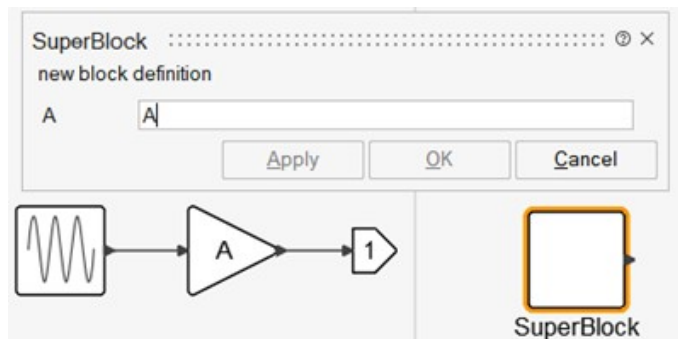 SuperBlock
new block definition
A A
Apply OK Cancel
A 1
SuperBlock